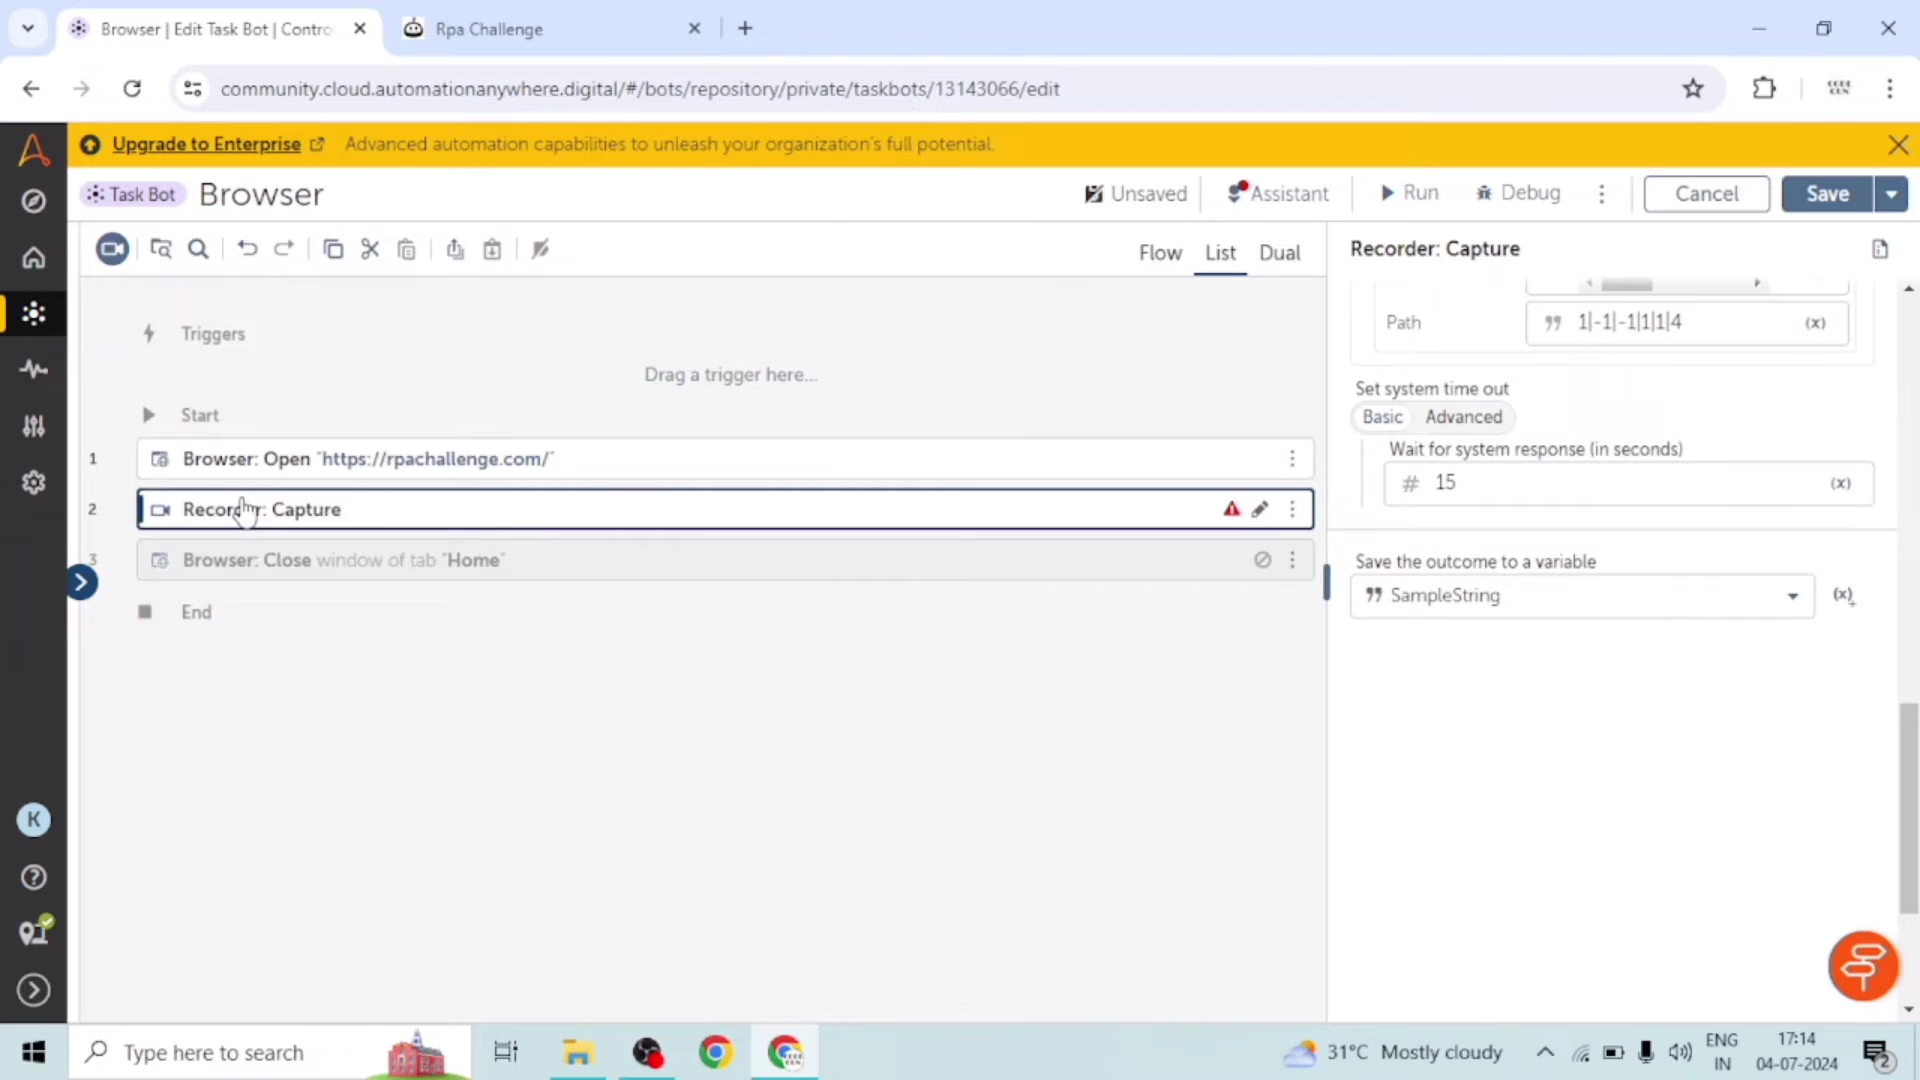 Browser | Edit Task Bot | Contro
Rpa Challenge
community.cloud.automationanywhere.digital/#/bots/repository/private/taskbots/13143066/edit
Upgrade to Enterprise Advanced automation capabilities to unleash your organization's full potential.
Task Bot Browser Unsaved Assistant Run Debug Cancel Save
Flow List Dual
Recorder: Capture
Triggers
Drag a trigger here...
Start
1 Browser: Open "https://rpachallenge.com/"
2 Recorder: Capture
3 Browser: Close window of tab "Home"
End
Path 1|-1|-1|1|1|4 (x)
Set system time out
Basic Advanced
Wait for system response (in seconds)
# 15 (x)
Save the outcome to a variable
SampleString (x)+
K
Type here to search
31°C Mostly cloudy
ENG
IN
17:14
04-07-2024
2